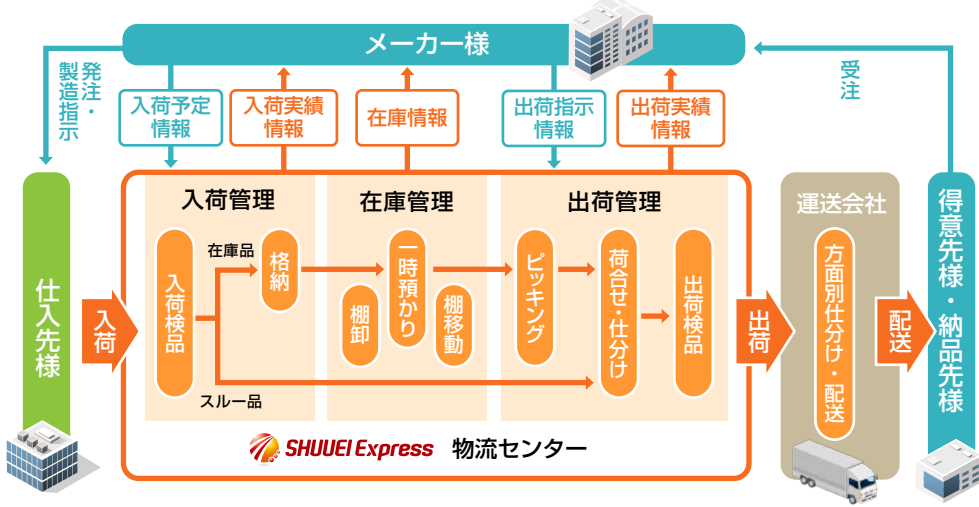 メーカー様
発注・
製造指示
受注
入荷予定
情報
入荷実績
情報
在庫情報
出荷指示
情報
出荷実績
情報
仕入先様
入荷
入荷管理
在庫管理
出荷管理
入荷検品
在庫品
スルー品
格納
棚卸
一時預かり
棚移動
ピッキング
荷合せ・仕分け
出荷検品
SHUUEI Express 物流センター
出荷
運送会社
方面別仕分け・配送
配送
得意先様・納品先様